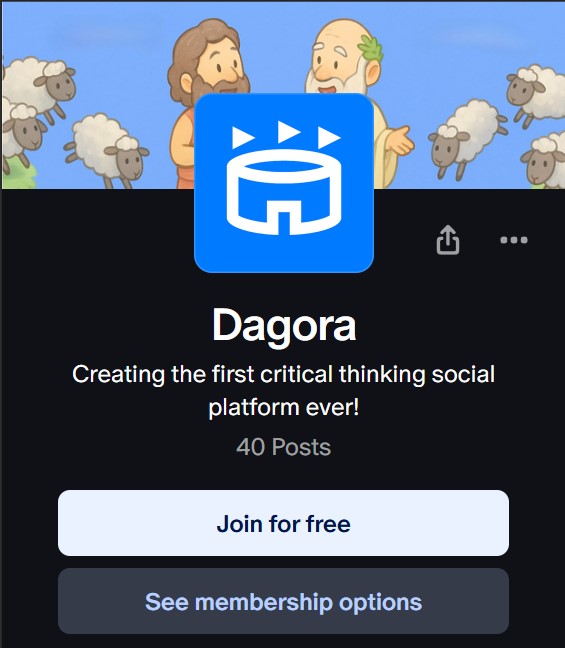 Dagora
Creating the first critical thinking social
platform ever!
40 Posts
Join for free
See membership options